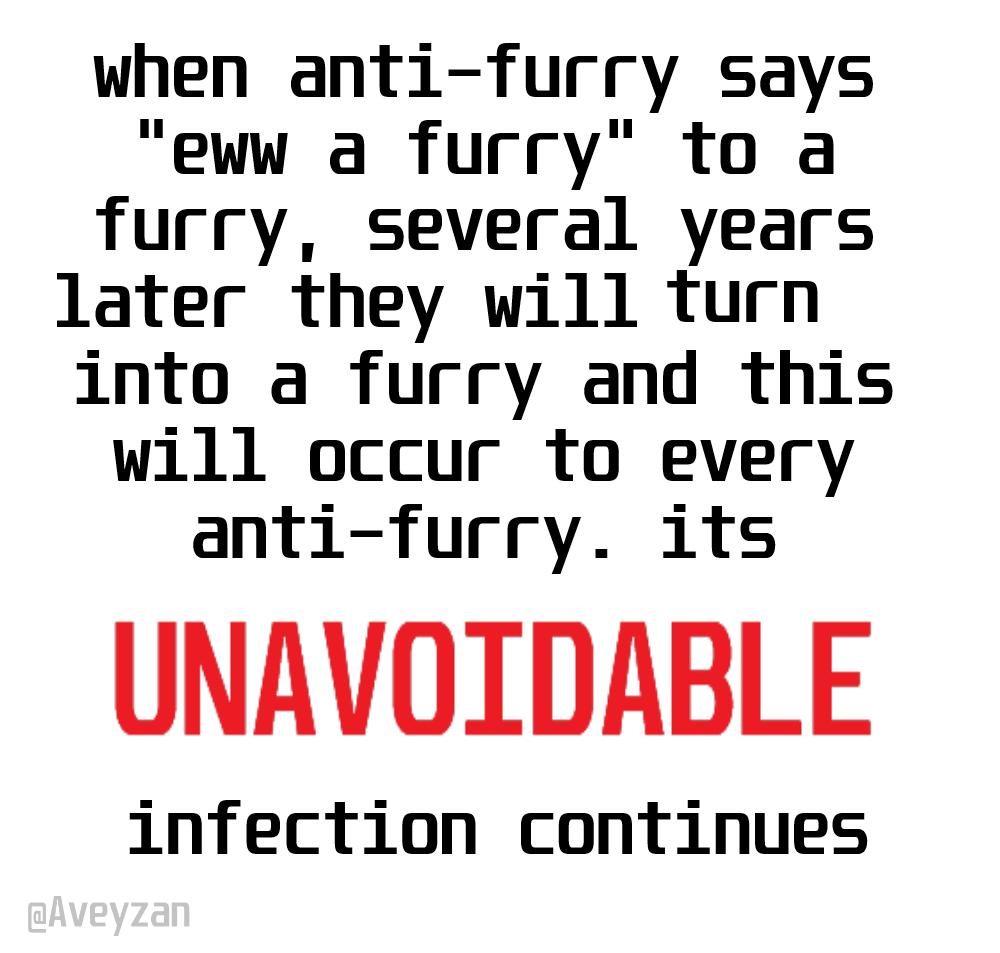 when anti-furry says
"eww a furry" to a
furry, several years
later they will turn
into a furry and this
will occur to every
anti-furry. its
UNAVOIDABLE
infection continues
@Aveyzan